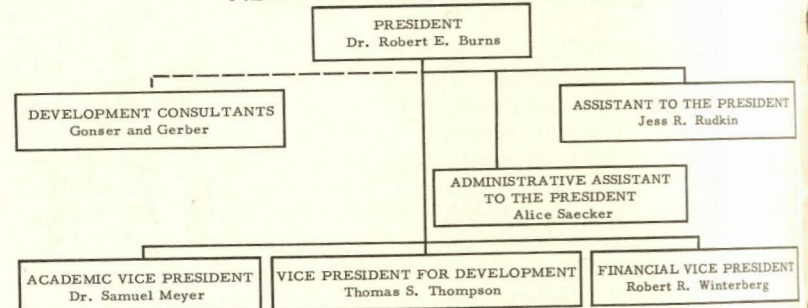 PRESIDENT
Dr. Robert E. Burns
DEVELOPMENT CONSULTANTS
Gonser and Gerber
ASSISTANT TO THE PRESIDENT
Jess R. Rudkin
ADMINISTRATIVE ASSISTANT
TO THE PRESIDENT
Alice Saecker
ACADEMIC VICE PRESIDENT
Dr. Samuel Meyer
VICE PRESIDENT FOR DEVELOPMENT
Thomas S. Thompson
FINANCIAL VICE PRESIDENT
Robert R. Winterberg